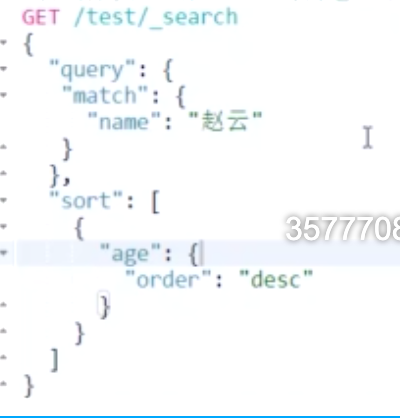 GET /test/_search
{
"query": {
"match": {
"name": "赵云"
}
},
"sort": [
{
3577708
"age": {
"order": "desc"
}
}
]
}